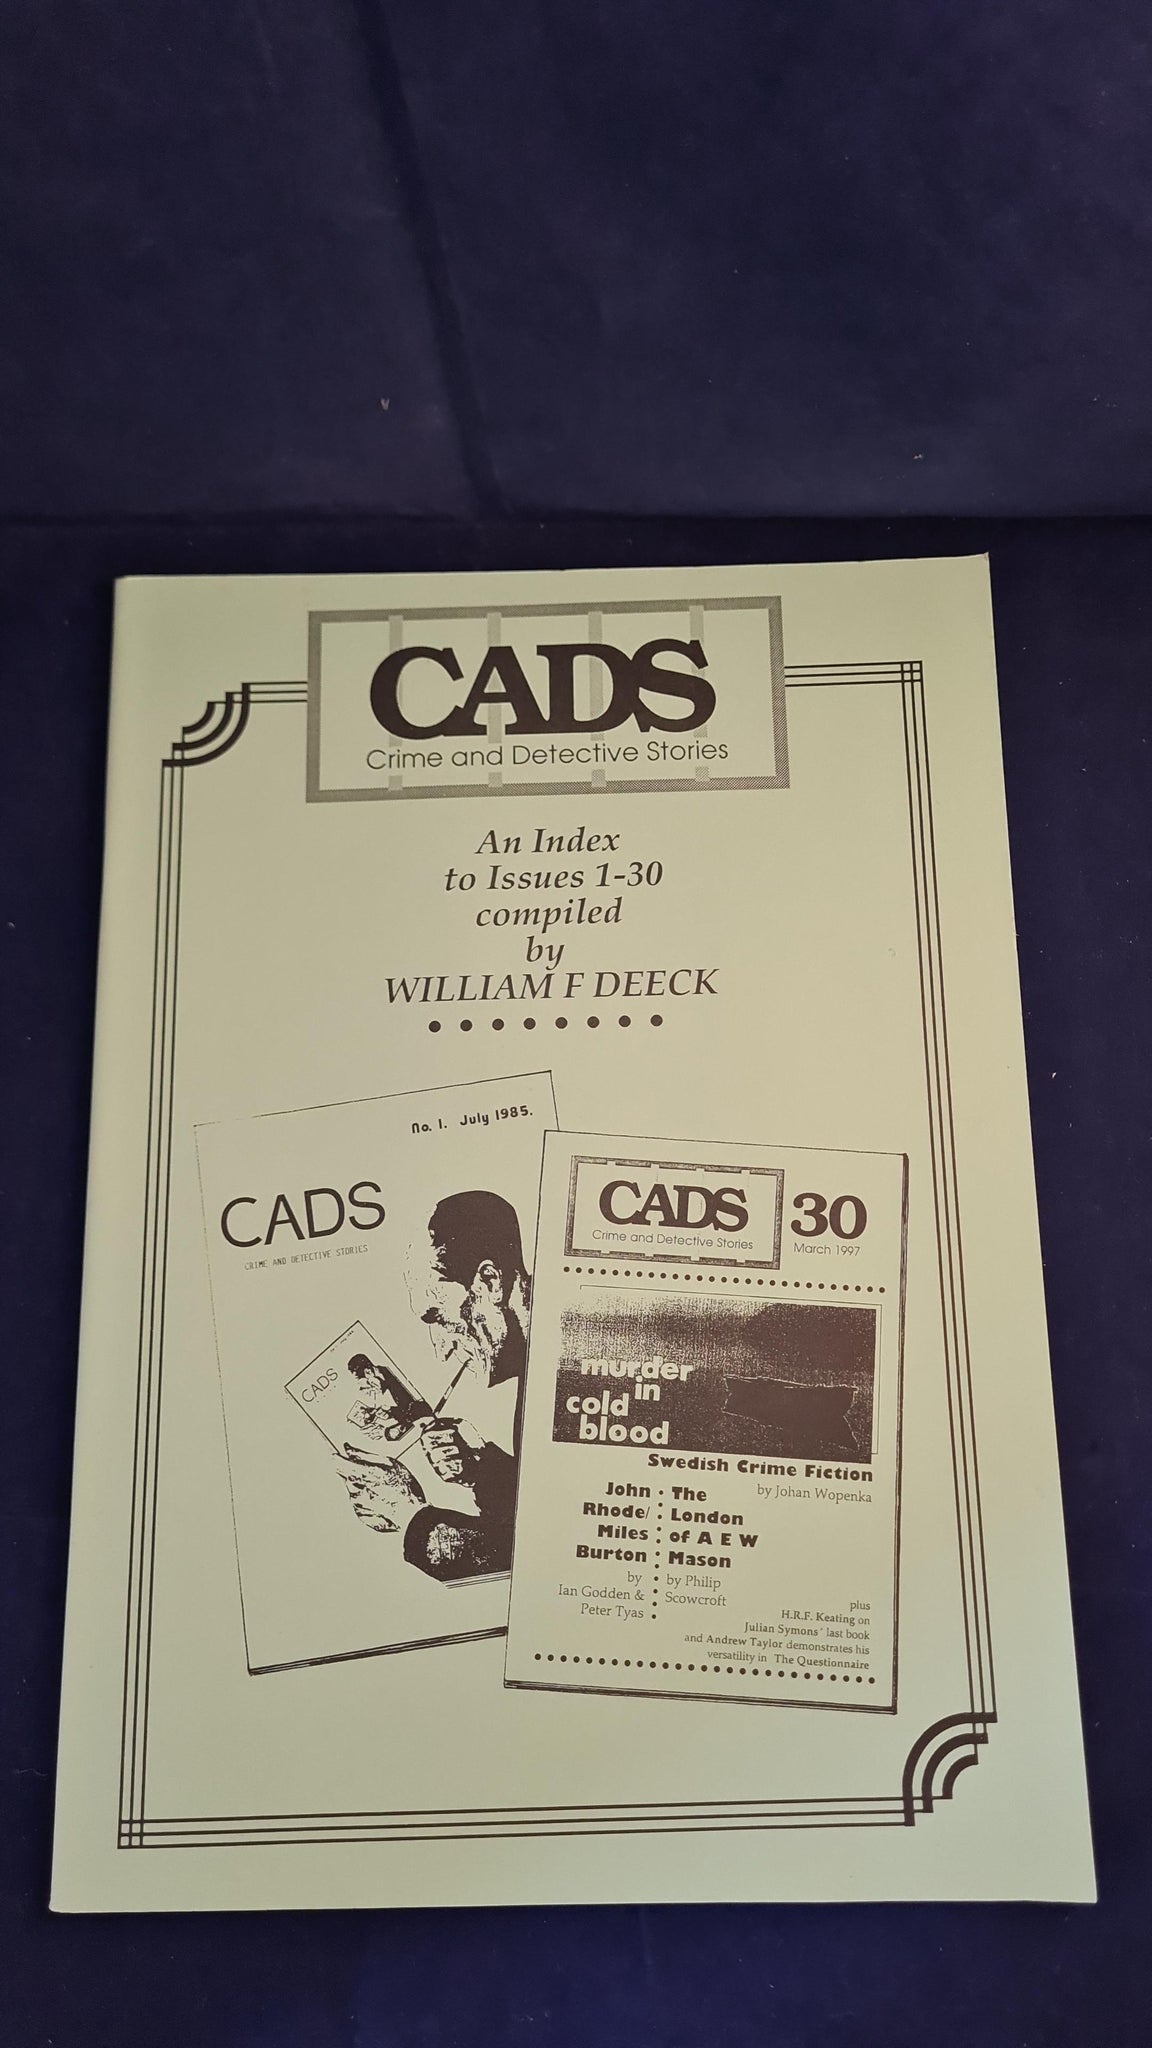 CADS
Crime and Detective Stories
An Index
to Issues 1-30
compiled
by
WILLIAM F DEECK
No. 1. July 1985.
CADS
CRIME AND DETECTIVE STORIES
CADS
CADS
Crime and Detective Stories
30
March 1997
murder
in
cold
blood
Swedish Crime Fiction
by Johan Wopenka
John
Rhode/
Miles
Burton
by
Ian Godden &
Peter Tyas
The
London
of A E W
Mason
by Philip
Scowcroft
plus
H.R.F. Keating on
Julian Symons' last book
and Andrew Taylor demonstrates his
versatility in The Questionnaire